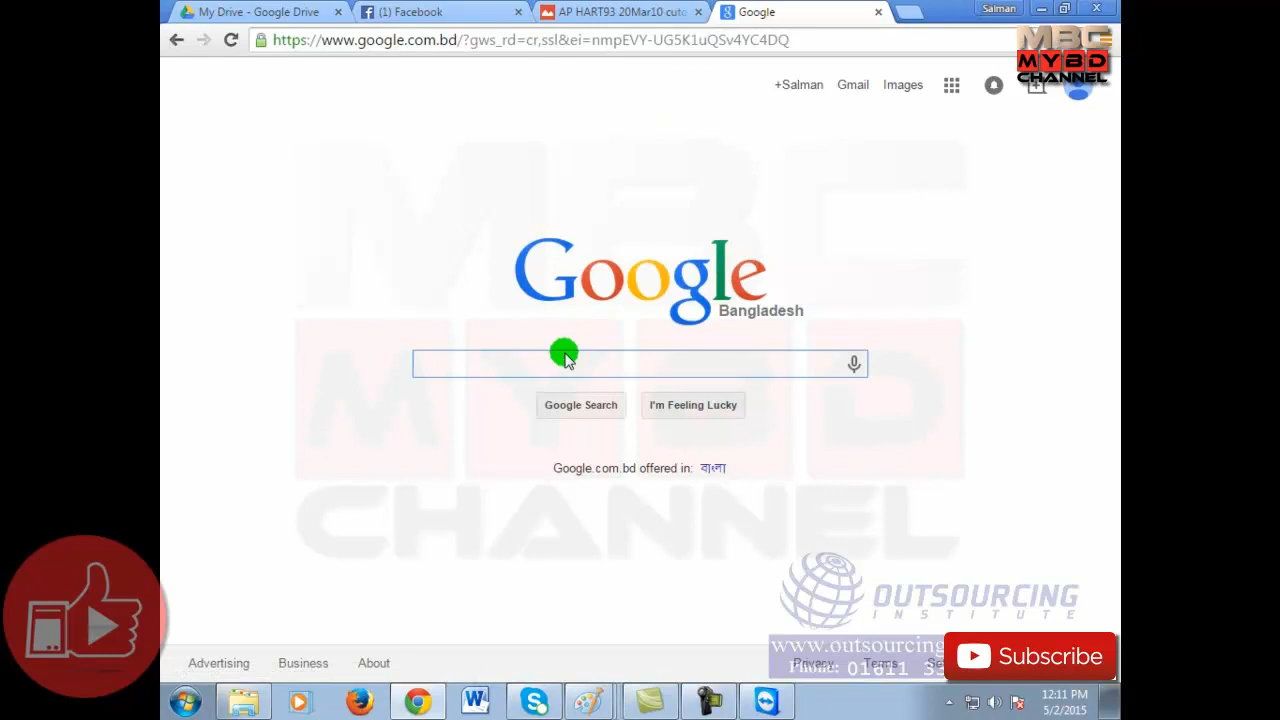 My Drive - Google Drive
(1) Facebook
AP HART93 20Mar10 cuto
Google
Salman
https://www.google.com.bd/?gws_rd=cr,ssl&ei=nmpEVY-UG5K1uQSv4YC4DQ
MBC
MYBD
CHANNEL
+Salman
Gmail
Images
MBC
Google
Bangladesh
MYBD
Google Search
I'm Feeling Lucky
Google.com.bd offered in: বাংলা
CHANNEL
OUTSOURCING
INSTITUTE
www.outsourcing
Subscribe
Advertising
Business
About
Privacy
Terms
Phone: 01611 33
12:11 PM
5/2/2015